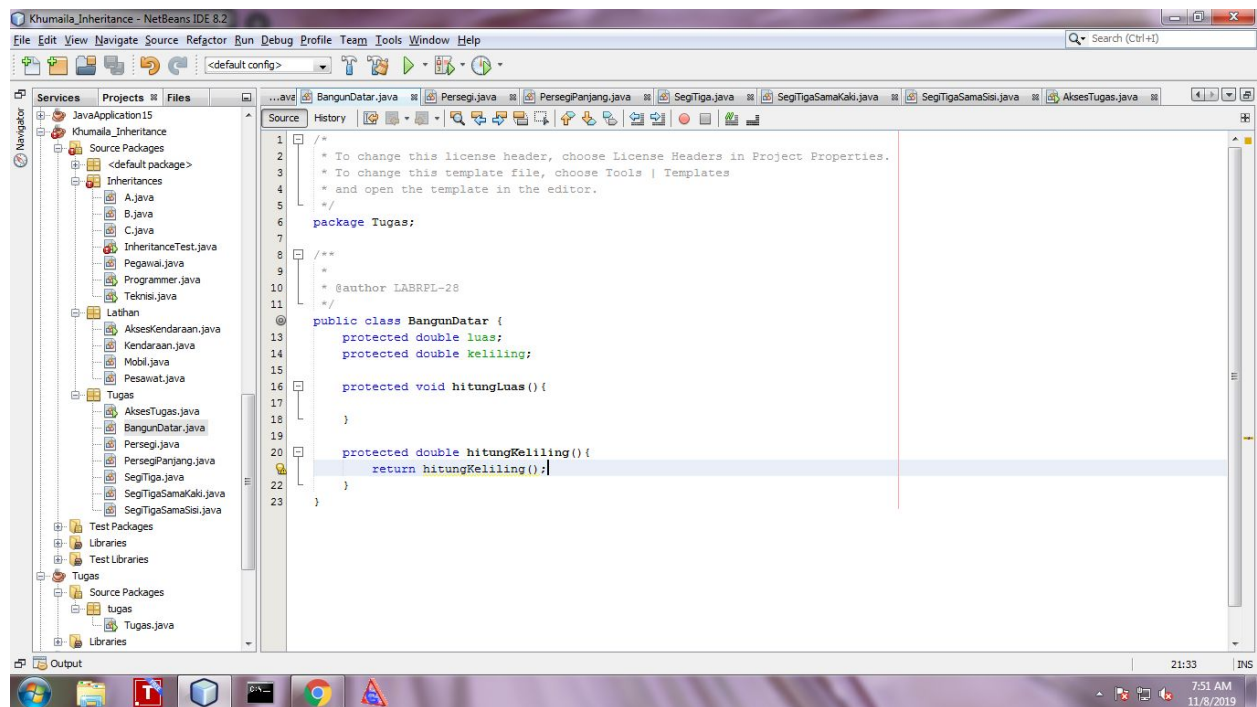 Khumaila_Inheritance - NetBeans IDE 8.2
File Edit View Navigate Source Refactor Run Debug Profile Team Tools Window Help
Search (Ctrl+I)
<default config>
Services Projects Files
...ava BangunDatar.java Persegi.java PersegiPanjang.java SegiTiga.java SegiTigaSamaKaki.java SegiTigaSamaSisi.java AksesTugas.java
Navigator
Source History
JavaApplication15
Khumaila_Inheritance
Source Packages
<default package>
Inheritances
A.java
B.java
C.java
InheritanceTest.java
Pegawai.java
Programmer.java
Teknisi.java
Latihan
AksesKendaraan.java
Kendaraan.java
Mobil.java
Pesawat.java
Tugas
AksesTugas.java
BangunDatar.java
Persegi.java
PersegiPanjang.java
SegiTiga.java
SegiTigaSamaKaki.java
SegiTigaSamaSisi.java
Test Packages
Libraries
Test Libraries
Tugas
Source Packages
tugas
Tugas.java
Libraries
1 /*
2 * To change this license header, choose License Headers in Project Properties.
3 * To change this template file, choose Tools | Templates
4 * and open the template in the editor.
5 */
6 package Tugas;
7
8 /**
9 *
10 * @author LABRPL-28
11 */
public class BangunDatar {
13 protected double luas;
14 protected double keliling;
15
16 protected void hitungLuas(){
17
18 }
19
20 protected double hitungKeliling(){
return hitungKeliling();
22 }
23 }
Output
21:33 INS
7:51 AM
11/8/2019